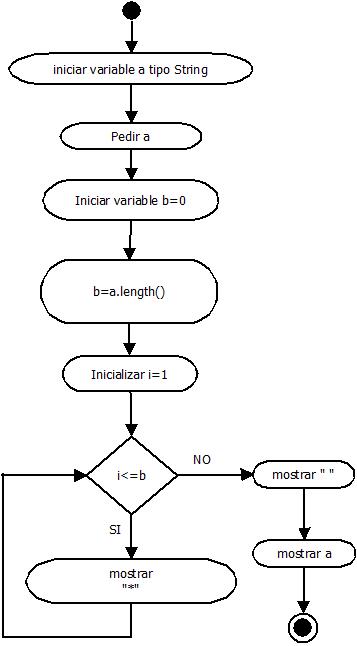 iniciar variable a tipo String
Pedir a
Iniciar variable b=0
b=a.length()
Inicializar i=1
i<=b
NO
mostrar " "
SI
mostrar a
mostrar
"*"